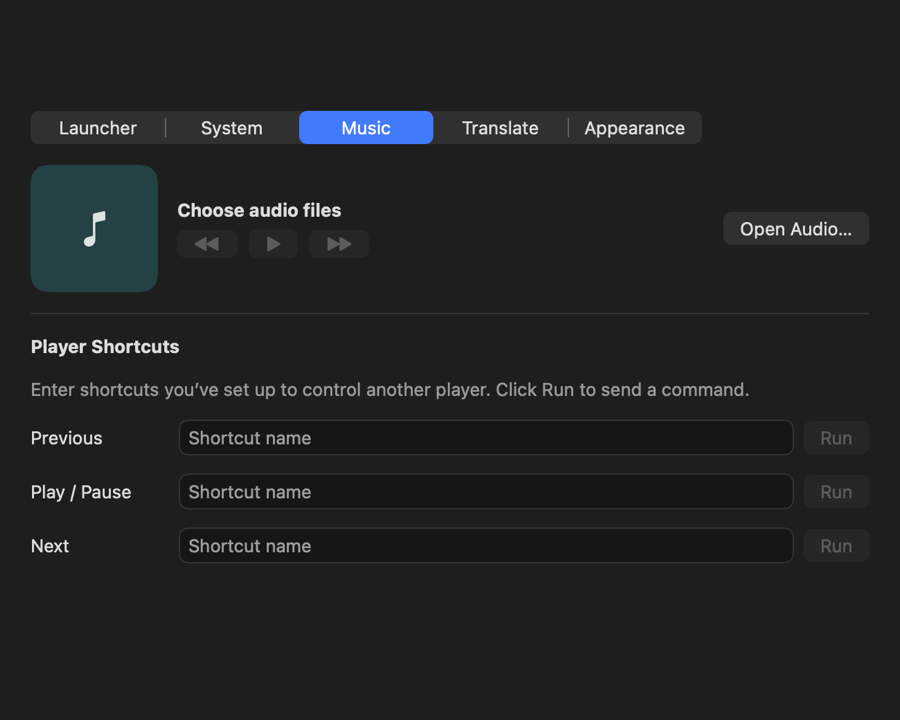 Launcher
System
Music
Translate
Appearance
Choose audio files
Open Audio...
Player Shortcuts
Enter shortcuts you’ve set up to control another player. Click Run to send a command.
Previous
Shortcut name
Run
Play / Pause
Shortcut name
Run
Next
Shortcut name
Run